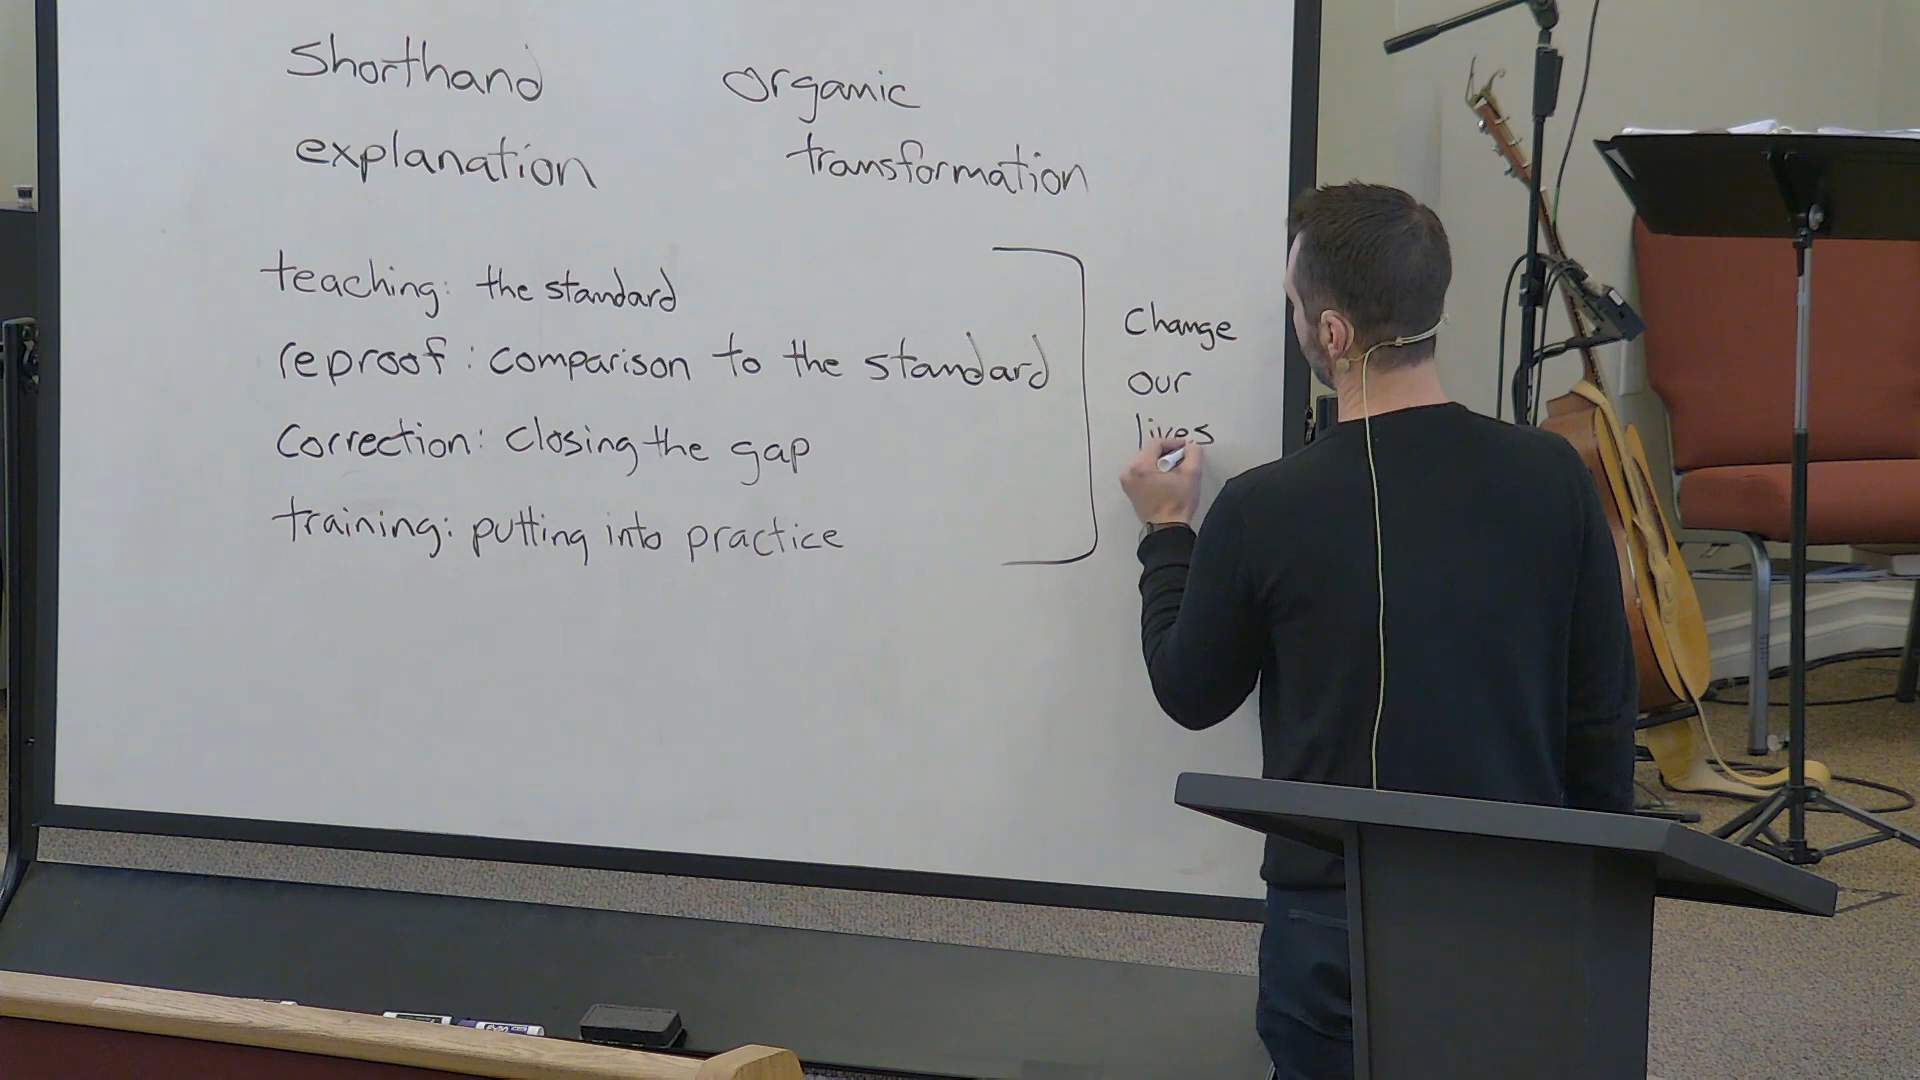 Shorthand
explanation
organic
transformation
teaching: the standard
reproof: comparison to the standard
correction: closing the gap
training: putting into practice
Change
our
lives